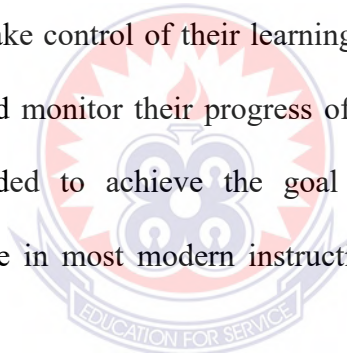 ake control of their learning
d monitor their progress of
ded to achieve the goal
e in most modern instructi
EDUCATION FOR SERVICE